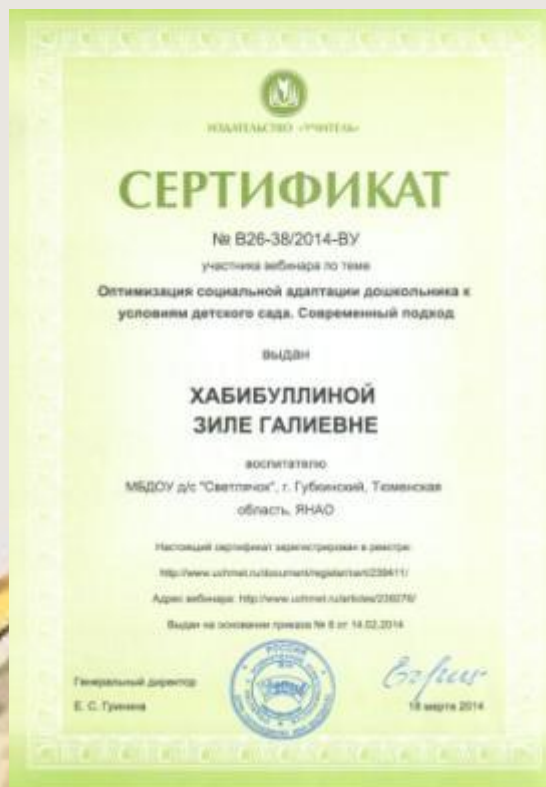 ИЗДАТЕЛЬСТВО «УЧИТЕЛЬ»
СЕРТИФИКАТ
№ В26-38/2014-ВУ
участника вебинара по теме
Оптимизация социальной адаптации дошкольника к
условиям детского сада. Современный подход
выдан
ХАБИБУЛЛИНОЙ
ЗИЛЕ ГАЛИЕВНЕ
воспитателю
МБДОУ д/с "Светлячок", г. Губкинский, Тюменская
область, ЯНАО
Настоящий сертификат зарегистрирован в реестре:
Адрес вебинара:
Выдан на основании приказа № 6 от 14.02.2014
Генеральный директор
Е. С. Гринина
18 марта 2014